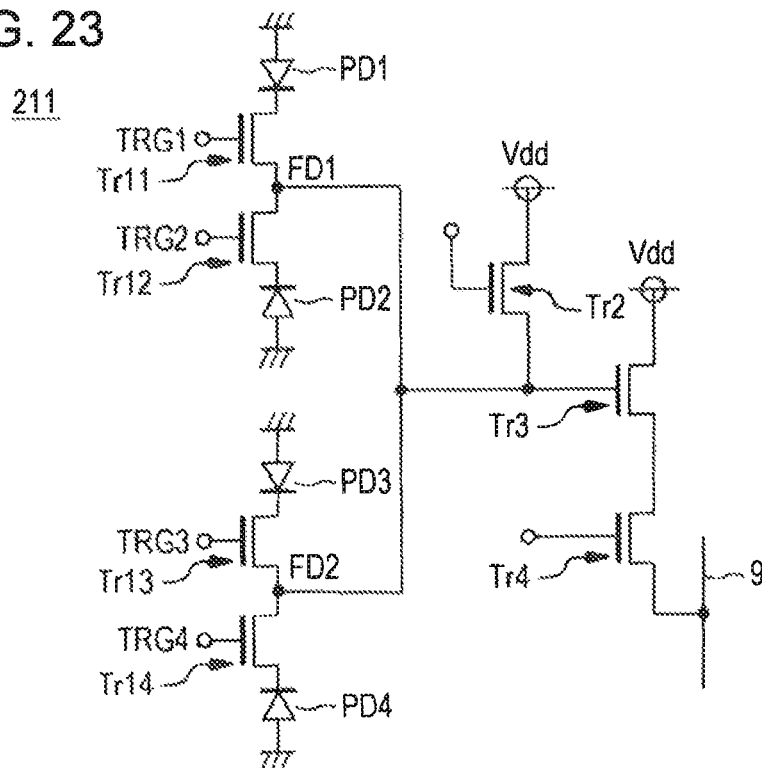 G. 23
211
PD1
TRG1
Tr11
FD1
TRG2
Tr12
PD2
Vdd
Tr2
Vdd
Tr3
PD3
TRG3
Tr13
FD2
TRG4
Tr14
PD4
Tr4
9